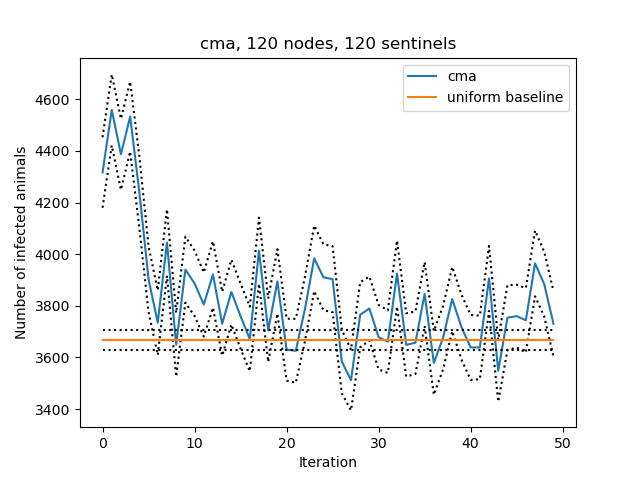 cma, 120 nodes, 120 sentinels
cma
uniform baseline
Number of infected animals
4600
4400
4200
4000
3800
3600
3400
0
10
20
30
40
50
Iteration